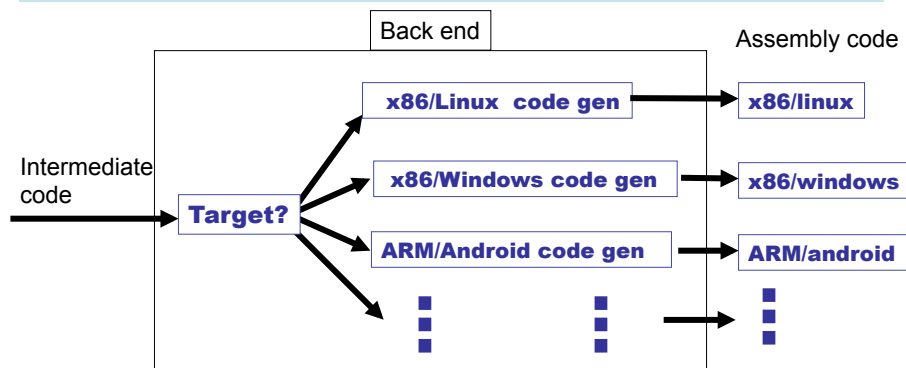 Back end
Assembly code
x86/Linux code gen
x86/linux
Intermediate
code
x86/Windows code gen
x86/windows
Target?
ARM/Android code gen
ARM/android